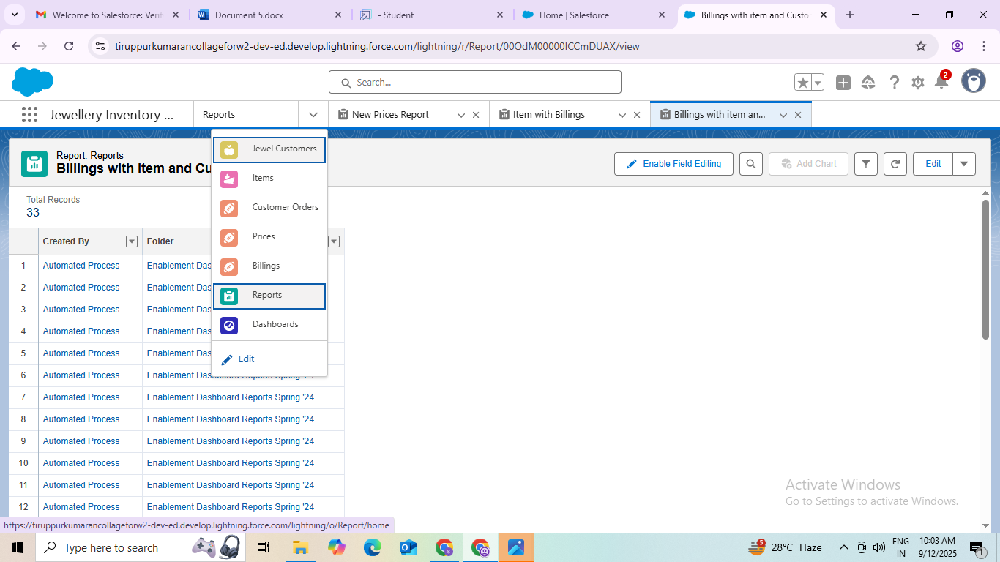 Welcome to Salesforce: Verif
Document 5.docx
- Student
Home | Salesforce
Billings with item and Custor
tiruppurkumarancollageforw2-dev-ed.develop.lightning.force.com/lightning/r/Report/00OdM00000ICCmDUAX/view
Search...
2
Jewellery Inventory ...
Reports
New Prices Report
Item with Billings
Billings with item an...
Report: Reports
Billings with item and Cu
Enable Field Editing
Add Chart
Edit
Total Records
33
Jewel Customers
Items
Customer Orders
Prices
Billings
Reports
Dashboards
Edit
Created By
Folder
1 Automated Process Enablement Das
2 Automated Process Enablement Das
3 Automated Process Enablement Das
4 Automated Process Enablement Das
5 Automated Process Enablement Das
6 Automated Process Enablement Dashboard Reports Spring '24
7 Automated Process Enablement Dashboard Reports Spring '24
8 Automated Process Enablement Dashboard Reports Spring '24
9 Automated Process Enablement Dashboard Reports Spring '24
10 Automated Process Enablement Dashboard Reports Spring '24
11 Automated Process Enablement Dashboard Reports Spring '24
12 Automated Process Enablement Dashboard Reports Spring '24
Activate Windows
Go to Settings to activate Windows.
https://tiruppurkumarancollageforw2-dev-ed.develop.lightning.force.com/lightning/o/Report/home
Type here to search
5
28°C Haze
ENG
IN
10:03 AM
9/12/2025
1